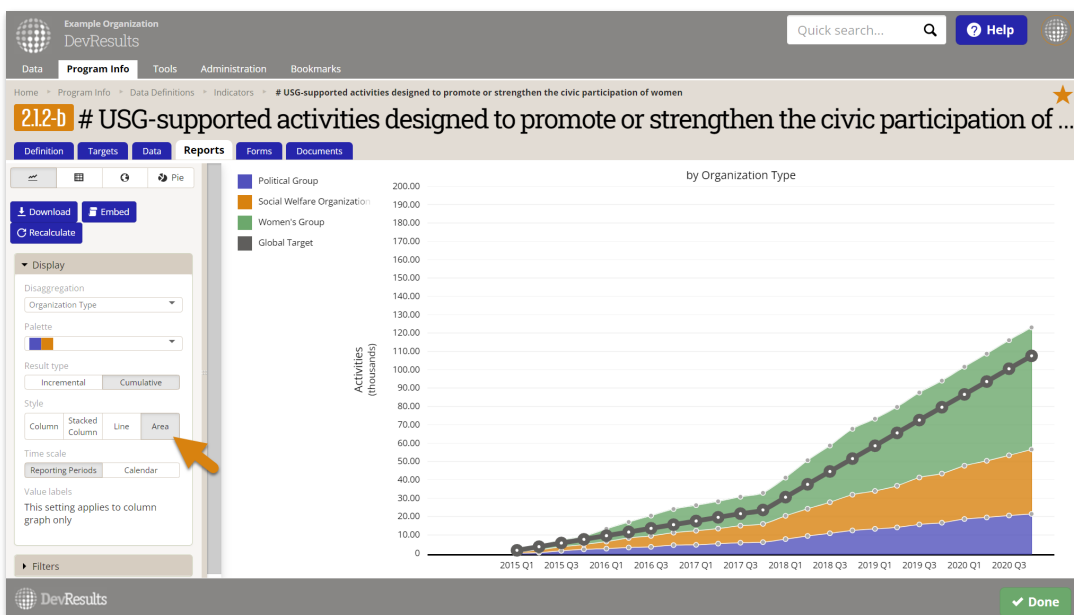 Example Organization
DevResults
Quick search...
Help
Data Program Info Tools Administration Bookmarks
Home Program Info Data Definitions Indicators # USG-supported activities designed to promote or strengthen the civic participation of women
2.1.2-b # USG-supported activities designed to promote or strengthen the civic participation of ...
Definition Targets Data Reports Forms Documents
Pie
Download Embed
Recalculate
Display
Disaggregation
Organization Type
Palette
Result type
Incremental Cumulative
Style
Column Stacked Column Line Area
Time scale
Reporting Periods Calendar
Value labels
This setting applies to column
graph only
Filters
Political Group
Social Welfare Organization
Women's Group
Global Target
by Organization Type
Activities
(thousands)
200.00
190.00
180.00
170.00
160.00
150.00
140.00
130.00
120.00
110.00
100.00
90.00
80.00
70.00
60.00
50.00
40.00
30.00
20.00
10.00
0
2015 Q1 2015 Q3 2016 Q1 2016 Q3 2017 Q1 2017 Q3 2018 Q1 2018 Q3 2019 Q1 2019 Q3 2020 Q1 2020 Q3
DevResults
Done